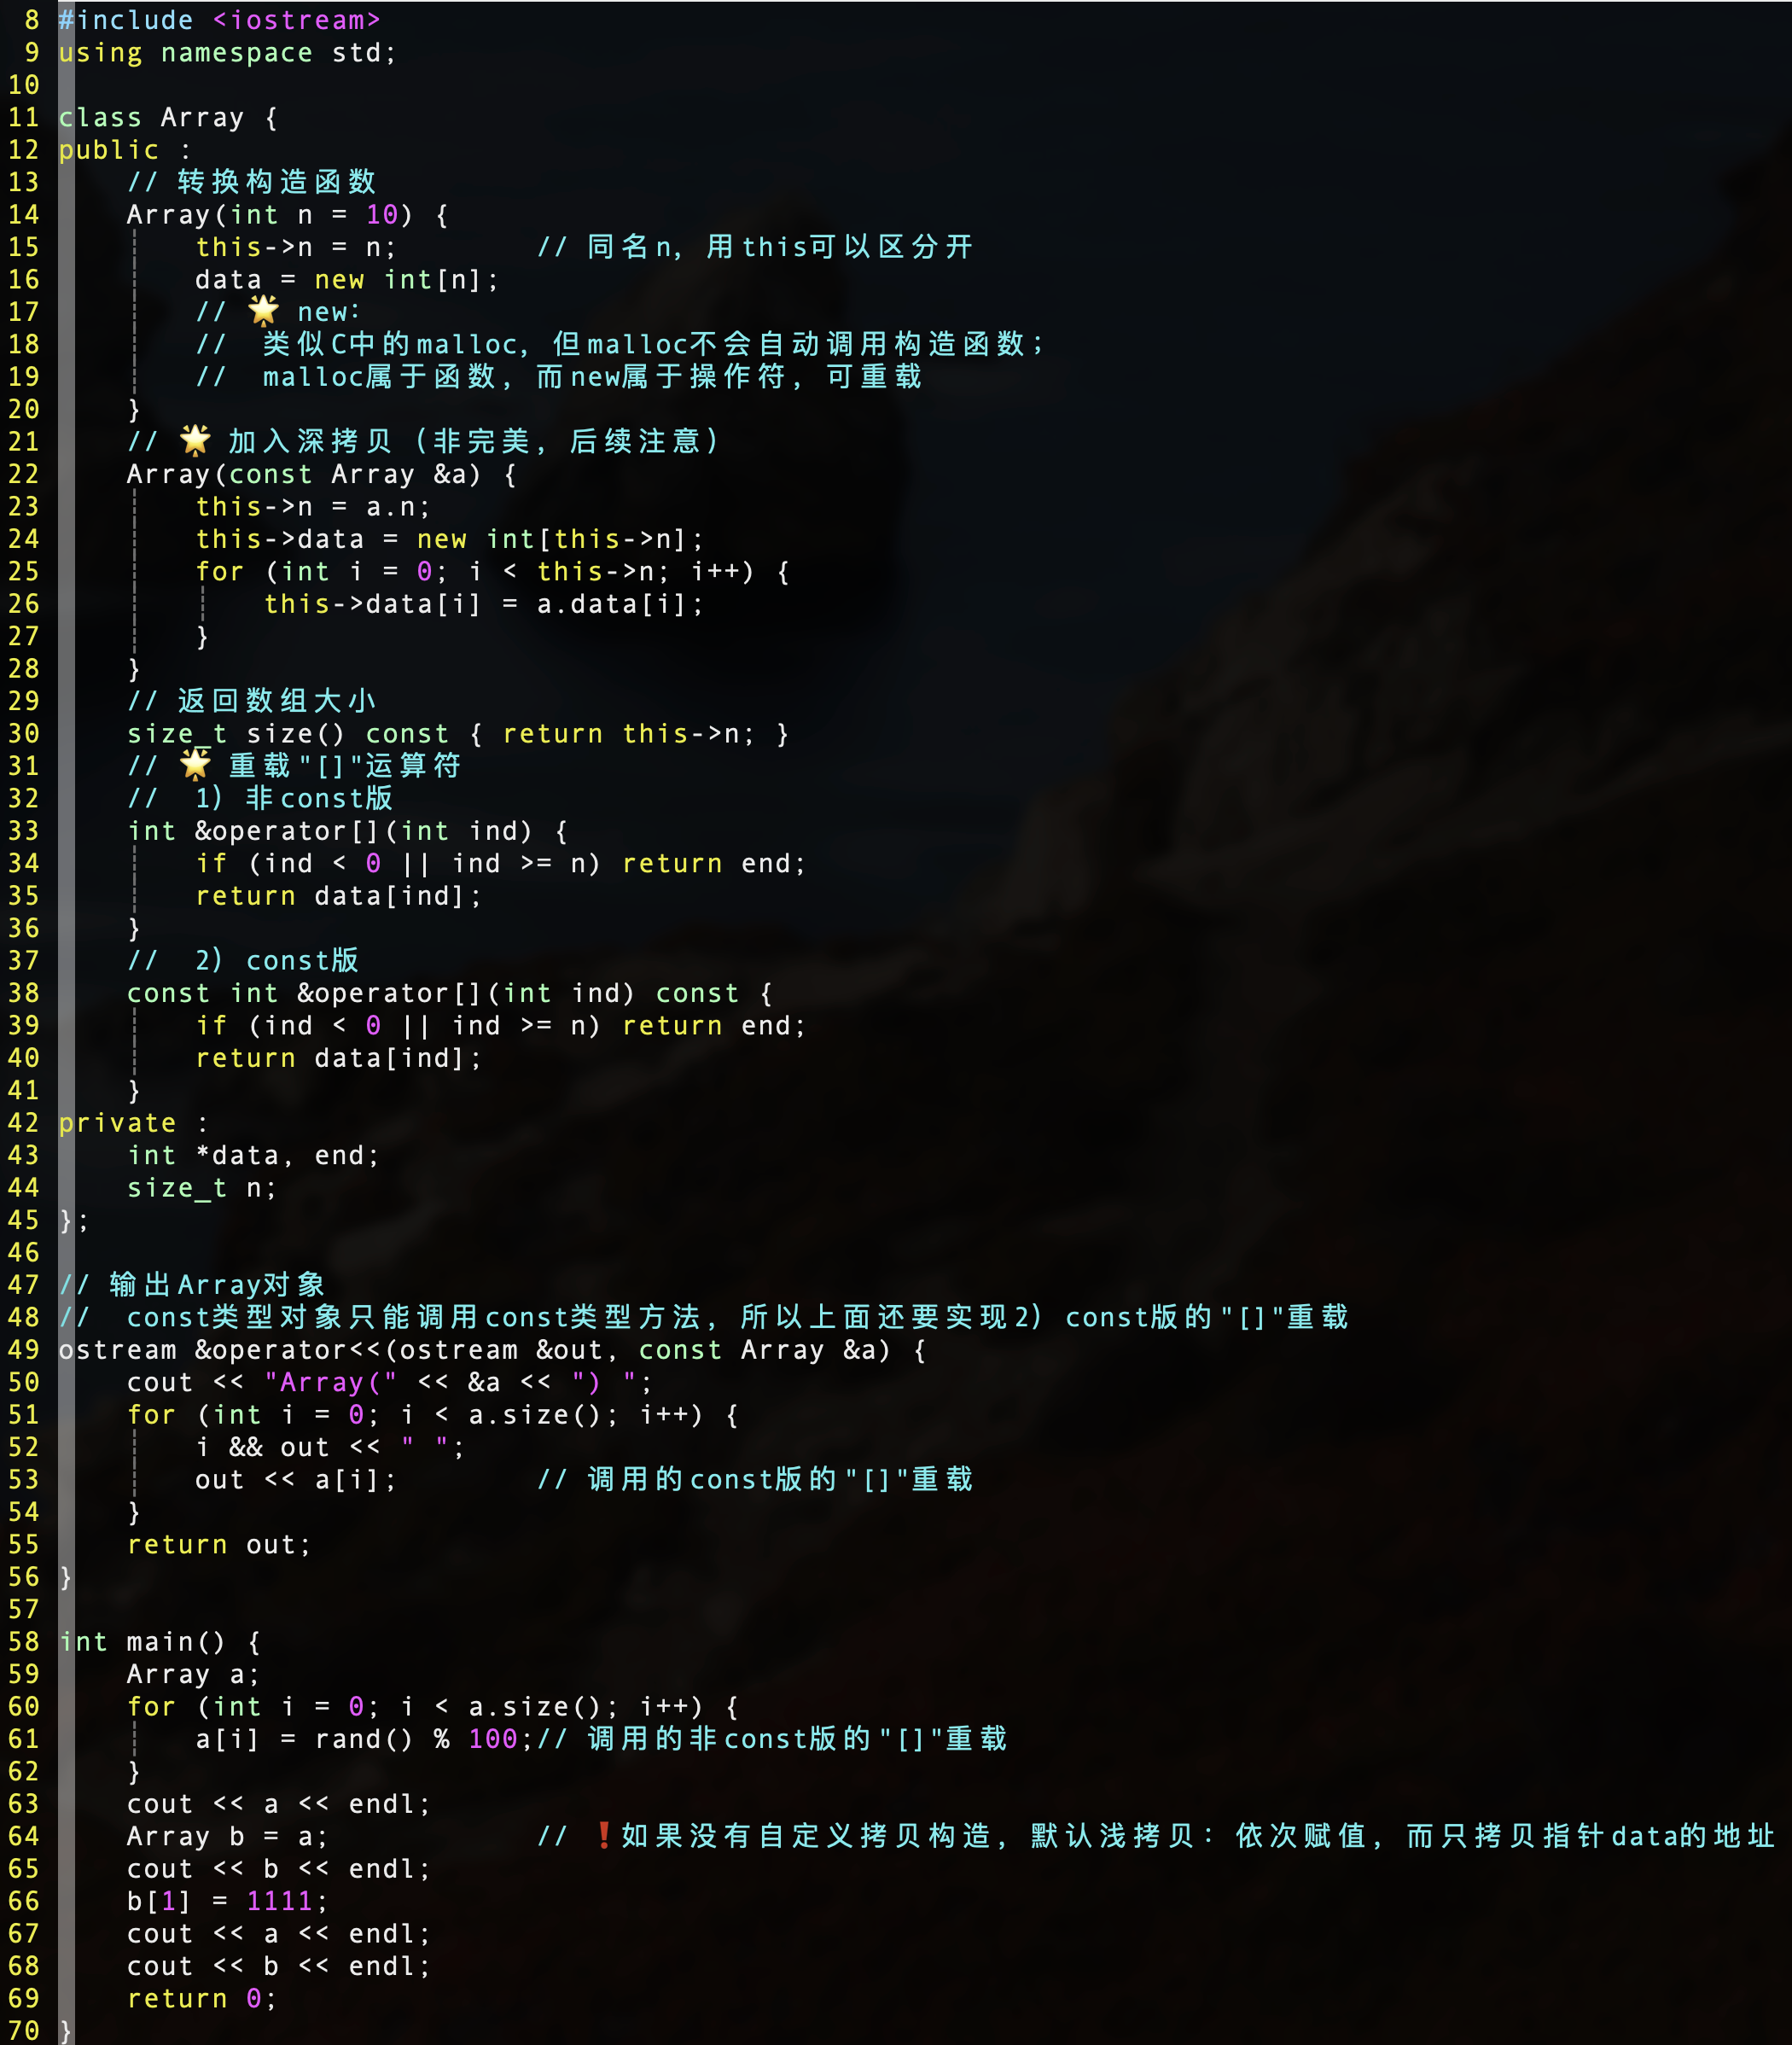 8 #include <iostream>
9 using namespace std;
10
11 class Array {
12 public :
13     // 转换构造函数
14     Array(int n = 10) {
15         this->n = n;        // 同名n, 用this可以区分开
16         data = new int[n];
17         // 🌟 new:
18         //  类似C中的malloc, 但malloc不会自动调用构造函数；
19         //  malloc属于函数, 而new属于操作符, 可重载
20     }
21     // 🌟 加入深拷贝 (非完美, 后续注意)
22     Array(const Array &a) {
23         this->n = a.n;
24         this->data = new int[this->n];
25         for (int i = 0; i < this->n; i++) {
26             this->data[i] = a.data[i];
27         }
28     }
29     // 返回数组大小
30     size_t size() const { return this->n; }
31     // 🌟 重载"[]"运算符
32     //  1) 非const版
33     int &operator[](int ind) {
34         if (ind < 0 || ind >= n) return end;
35         return data[ind];
36     }
37     //  2) const版
38     const int &operator[](int ind) const {
39         if (ind < 0 || ind >= n) return end;
40         return data[ind];
41     }
42 private :
43     int *data, end;
44     size_t n;
45 };
46
47 // 输出Array对象
48 //  const类型对象只能调用const类型方法, 所以上面还要实现2) const版的"[]"重载
49 ostream &operator<<(ostream &out, const Array &a) {
50     cout << "Array(" << &a << ") ";
51     for (int i = 0; i < a.size(); i++) {
52         i && out << " ";
53         out << a[i];        // 调用的const版的"[]"重载
54     }
55     return out;
56 }
57
58 int main() {
59     Array a;
60     for (int i = 0; i < a.size(); i++) {
61         a[i] = rand() % 100;// 调用的非const版的"[]"重载
62     }
63     cout << a << endl;
64     Array b = a;            // ❗如果没有自定义拷贝构造, 默认浅拷贝: 依次赋值, 而只拷贝指针data的地址
65     cout << b << endl;
66     b[1] = 1111;
67     cout << a << endl;
68     cout << b << endl;
69     return 0;
70 }